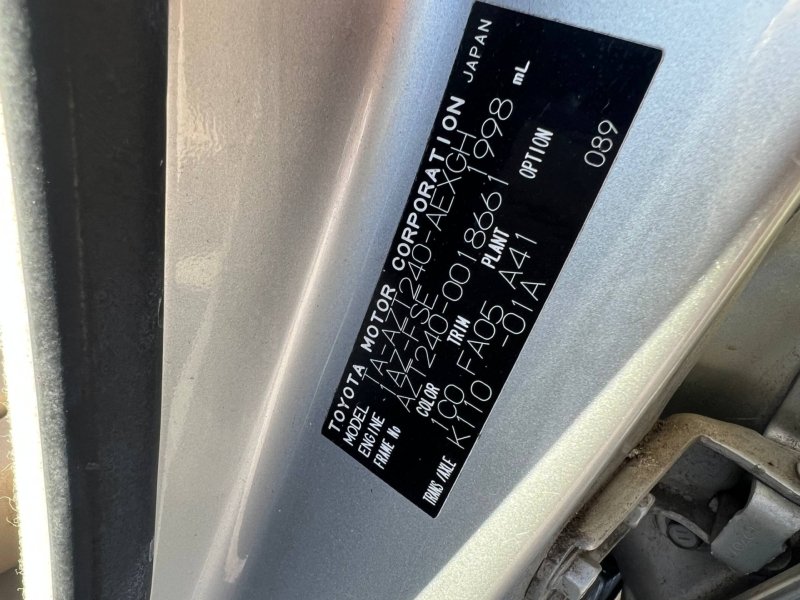 TOYOTA MOTOR CORPORATION JAPAN
MODEL TA-AZT240-AEXGH
ENGINE 1AZ-FSE 1998 mL
FRAME No AZT240-0018661
COLOR TRIM PLANT OPTION
1C0 FA05 A41 089
TRANS/AXLE K110 -01A